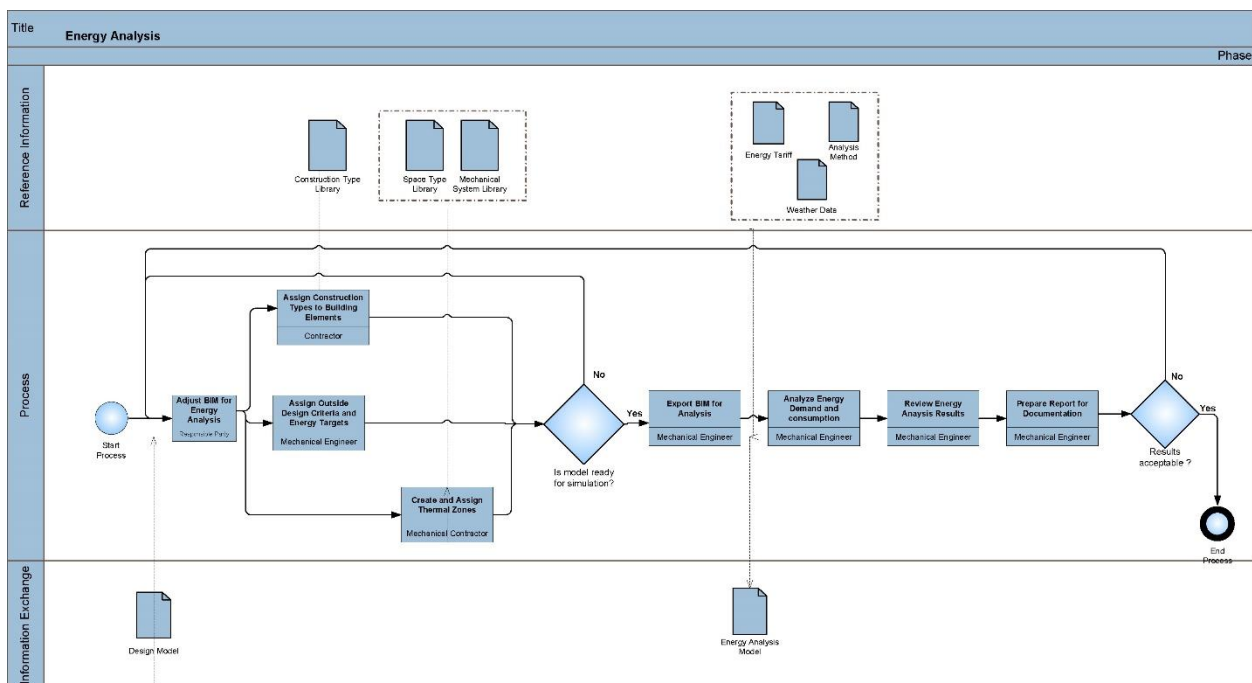 Title
Energy Analysis
Phase
Reference Information
Construction Type
Library
Space Type
Library
Mechanical
System Library
Energy Tariff
Analysis
Method
Weather Data
Process
Start
Process
Adjust BIM for
Energy
Analysis
Responsible Party
Assign Construction
Types to Building
Elements
Contractor
Assign Outside
Design Criteria and
Energy Targets
Mechanical Engineer
Create and Assign
Thermal Zones
Mechanical Contractor
No
Yes
Is model ready
for simulation?
Export BIM for
Analysis
Mechanical Engineer
Analyze Energy
Demand and
consumption
Mechanical Engineer
Review Energy
Anaysis Results
Mechanical Engineer
Prepare Report for
Documentation
Mechanical Engineer
No
Yes
Results
acceptable ?
End
Process
Information Exchange
Design Model
Energy Analysis
Model